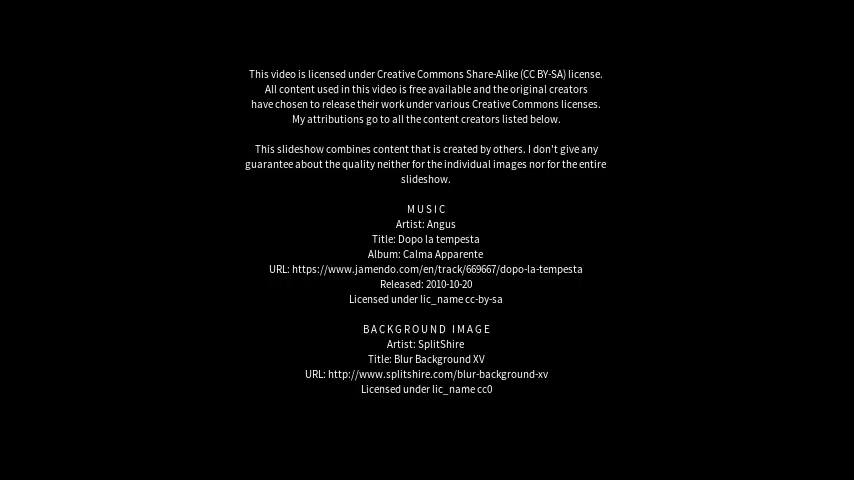 This video is licensed under Creative Commons Share-Alike (CC BY-SA) license.
All content used in this video is free available and the original creators
have chosen to release their work under various Creative Commons licenses.
My attributions go to all the content creators listed below.
This slideshow combines content that is created by others. I don't give any
guarantee about the quality neither for the individual images nor for the entire
slideshow.
MUSIC
Artist: Angus
Title: Dopo la tempesta
Album: Calma Apparente
URL: https://www.jamendo.com/en/track/669667/dopo-la-tempesta
Released: 2010-10-20
Licensed under lic_name cc-by-sa
BACKGROUND IMAGE
Artist: SplitShire
Title: Blur Background XV
URL: http://www.splitshire.com/blur-background-xv
Licensed under lic_name cc0